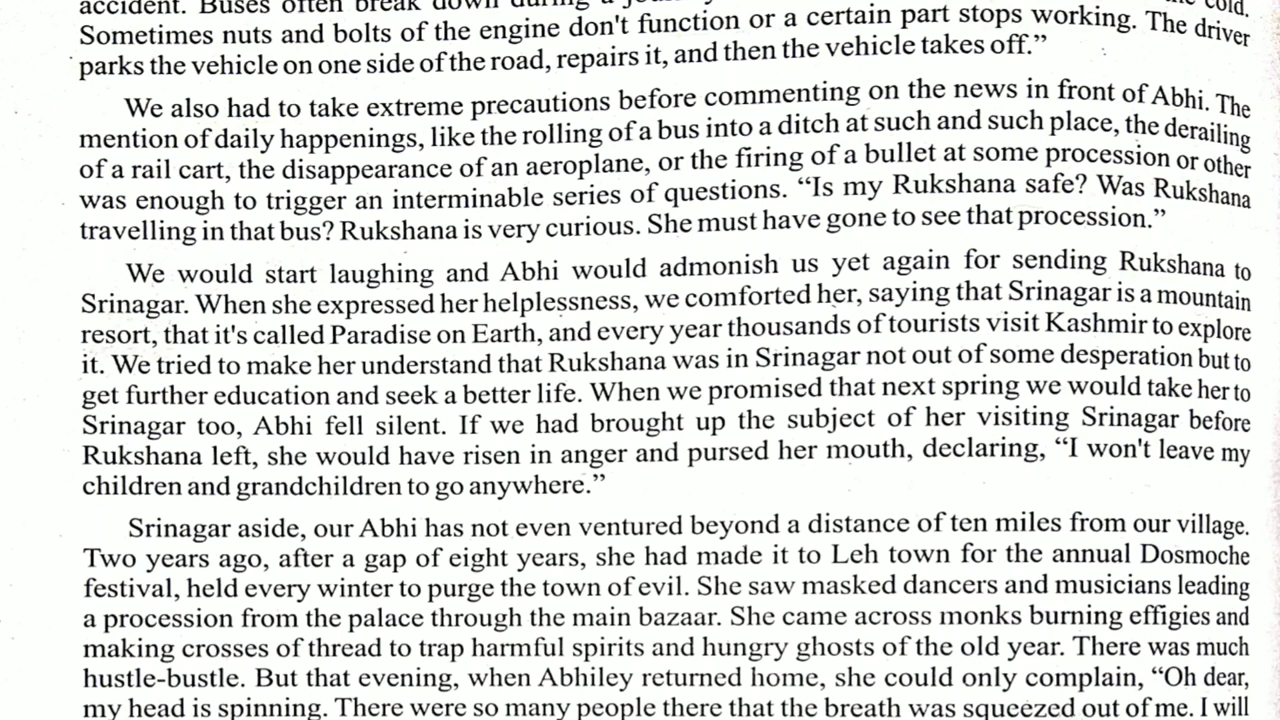 accident. Buses often break down during a
cold.
Sometimes nuts and bolts of the engine don't function or a certain part stops working. The driver
parks the vehicle on one side of the road, repairs it, and then the vehicle takes off.”
We also had to take extreme precautions before commenting on the news in front of Abhi. The
mention of daily happenings, like the rolling of a bus into a ditch at such and such place, the derailing
of a rail cart, the disappearance of an aeroplane, or the firing of a bullet at some procession or other
was enough to trigger an interminable series of questions. “Is my Rukshana safe? Was Rukshana
travelling in that bus? Rukshana is very curious. She must have gone to see that procession.”
We would start laughing and Abhi would admonish us yet again for sending Rukshana to
Srinagar. When she expressed her helplessness, we comforted her, saying that Srinagar is a mountain
resort, that it's called Paradise on Earth, and every year thousands of tourists visit Kashmir to explore
it. We tried to make her understand that Rukshana was in Srinagar not out of some desperation but to
get further education and seek a better life. When we promised that next spring we would take her to
Srinagar too, Abhi fell silent. If we had brought up the subject of her visiting Srinagar before
Rukshana left, she would have risen in anger and pursed her mouth, declaring, “I won't leave my
children and grandchildren to go anywhere.”
Srinagar aside, our Abhi has not even ventured beyond a distance of ten miles from our village.
Two years ago, after a gap of eight years, she had made it to Leh town for the annual Dosmoche
festival, held every winter to purge the town of evil. She saw masked dancers and musicians leading
a procession from the palace through the main bazaar. She came across monks burning effigies and
making crosses of thread to trap harmful spirits and hungry ghosts of the old year. There was much
hustle-bustle. But that evening, when Abhiley returned home, she could only complain, “Oh dear,
my head is spinning. There were so many people there that the breath was squeezed out of me. I will